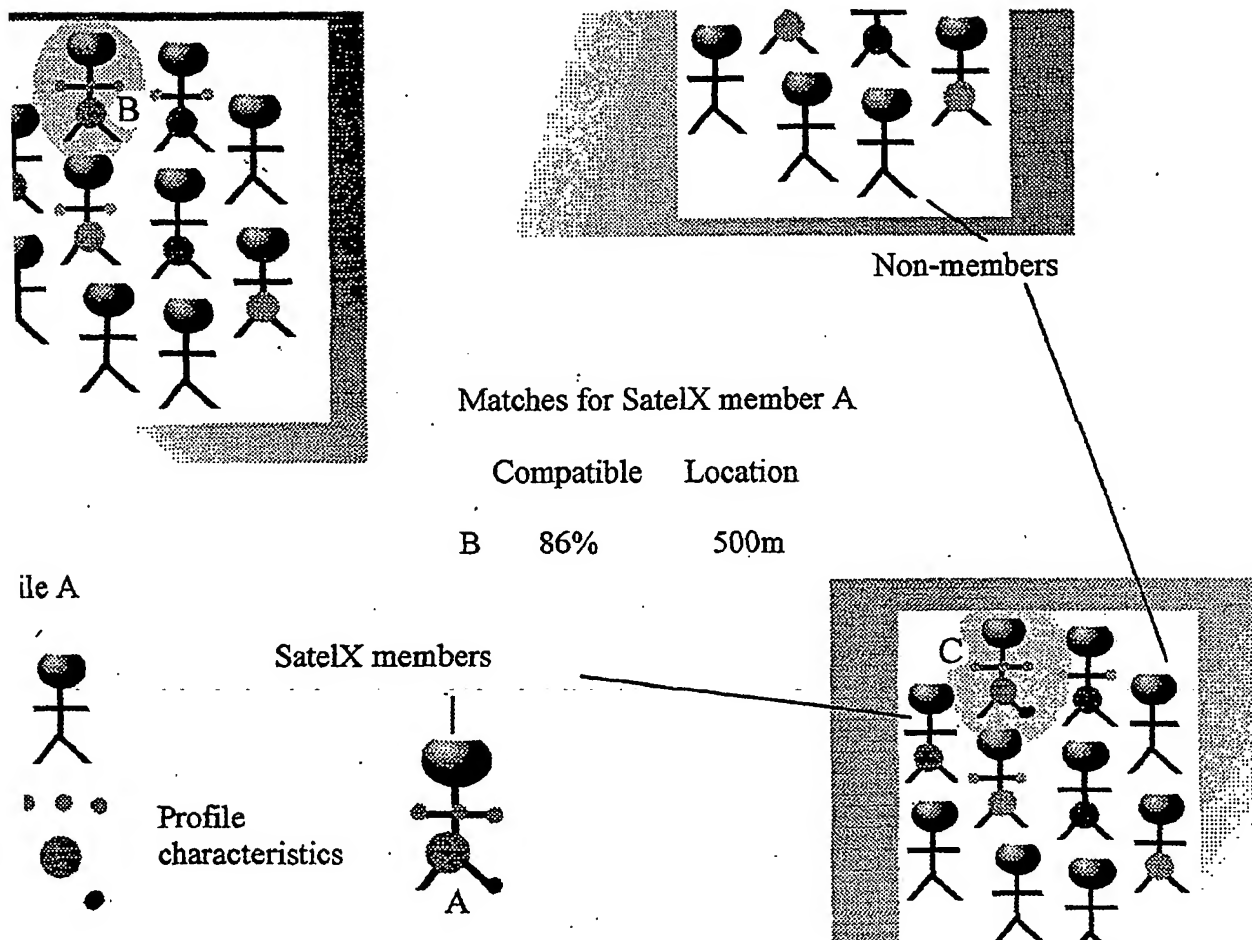 B
Non-members
Matches for SatelX member A
Compatible Location
B 86% 500m
ile A
SatelX members
C
Profile
characteristics
A